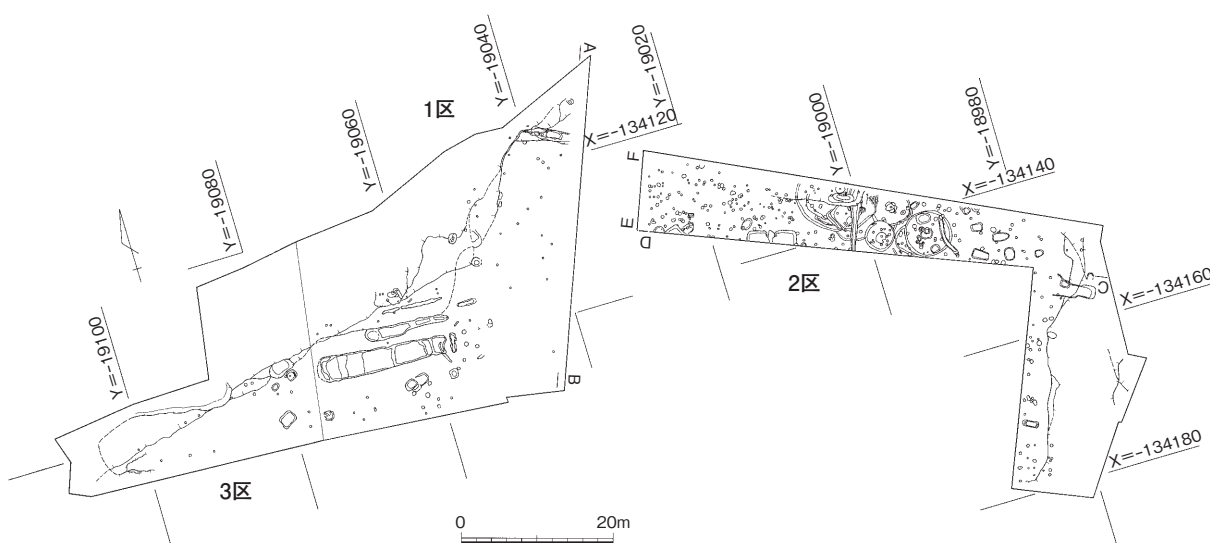 1区
Y=-19040
A
Y=-19020
X=-134120
Y=-19060
Y=-19080
Y=-19100
B
3区
F
E
D
Y=-19000
Y=-18980
X=-134140
2区
C
X=-134160
X=-134180
0 20m